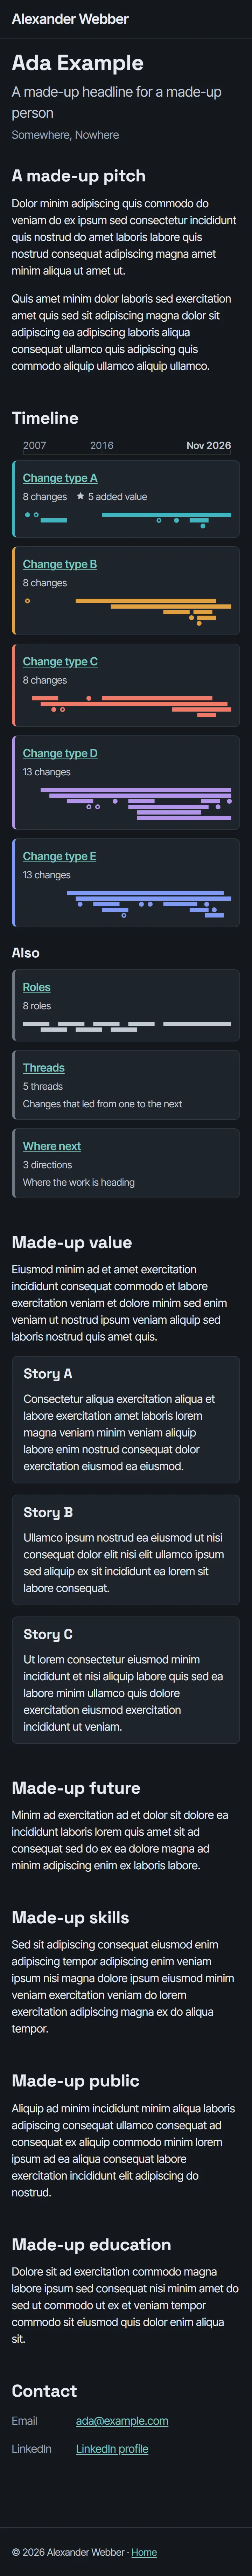 Alexander Webber
Ada Example
A made-up headline for a made-up
person
Somewhere, Nowhere
A made-up pitch
Dolor minim adipiscing quis commodo do
veniam do ex ipsum sed consectetur incididunt
quis nostrud do amet laboris labore quis
nostrud consequat adipiscing magna amet
minim aliqua ut amet ut.
Quis amet minim dolor laboris sed exercitation
amet quis sed sit adipiscing magna dolor sit
adipiscing ea adipiscing laboris aliqua
consequat ullamco quis adipiscing quis
commodo aliquip ullamco aliquip ullamco.
Timeline
2007 2016 Nov 2026
Change type A
8 changes ★ 5 added value
Change type B
8 changes
Change type C
8 changes
Change type D
13 changes
Change type E
13 changes
Also
Roles
8 roles
Threads
5 threads
Changes that led from one to the next
Where next
3 directions
Where the work is heading
Made-up value
Eiusmod minim ad et amet exercitation
incididunt consequat commodo et labore
exercitation veniam et dolore minim sed enim
veniam ut nostrud ipsum veniam aliquip sed
laboris nostrud quis amet quis.
Story A
Consectetur aliqua exercitation aliqua et
labore exercitation amet laboris lorem
magna veniam minim veniam aliquip
labore enim nostrud consequat dolor
exercitation eiusmod ea eiusmod.
Story B
Ullamco ipsum nostrud ea eiusmod ut nisi
consequat dolor elit nisi elit ullamco ipsum
sed aliquip ex sit incididunt ea lorem sit
labore consequat.
Story C
Ut lorem consectetur eiusmod minim
incididunt et nisi aliquip labore quis sed ea
labore minim ullamco quis dolore
exercitation eiusmod exercitation
incididunt ut veniam.
Made-up future
Minim ad exercitation ad et dolor sit dolore ea
incididunt laboris lorem quis amet sit ad
consequat sed do ex ea dolore magna ad
minim adipiscing enim ex laboris labore.
Made-up skills
Sed sit adipiscing consequat eiusmod enim
adipiscing tempor adipiscing enim veniam
ipsum nisi magna dolore ipsum eiusmod minim
veniam exercitation veniam do lorem
exercitation adipiscing magna ex do aliqua
tempor.
Made-up public
Aliquip ad minim incididunt minim aliqua laboris
adipiscing consequat ullamco consequat ad
consequat ex aliquip commodo minim lorem
ipsum ad ea aliqua consequat labore
exercitation incididunt elit adipiscing do
nostrud.
Made-up education
Dolore sit ad exercitation commodo magna
labore ipsum sed consequat nisi minim amet do
sed ut commodo ut ex et veniam tempor
commodo sit eiusmod quis dolor enim aliqua
sit.
Contact
Email ada@example.com
LinkedIn LinkedIn profile
© 2026 Alexander Webber · Home